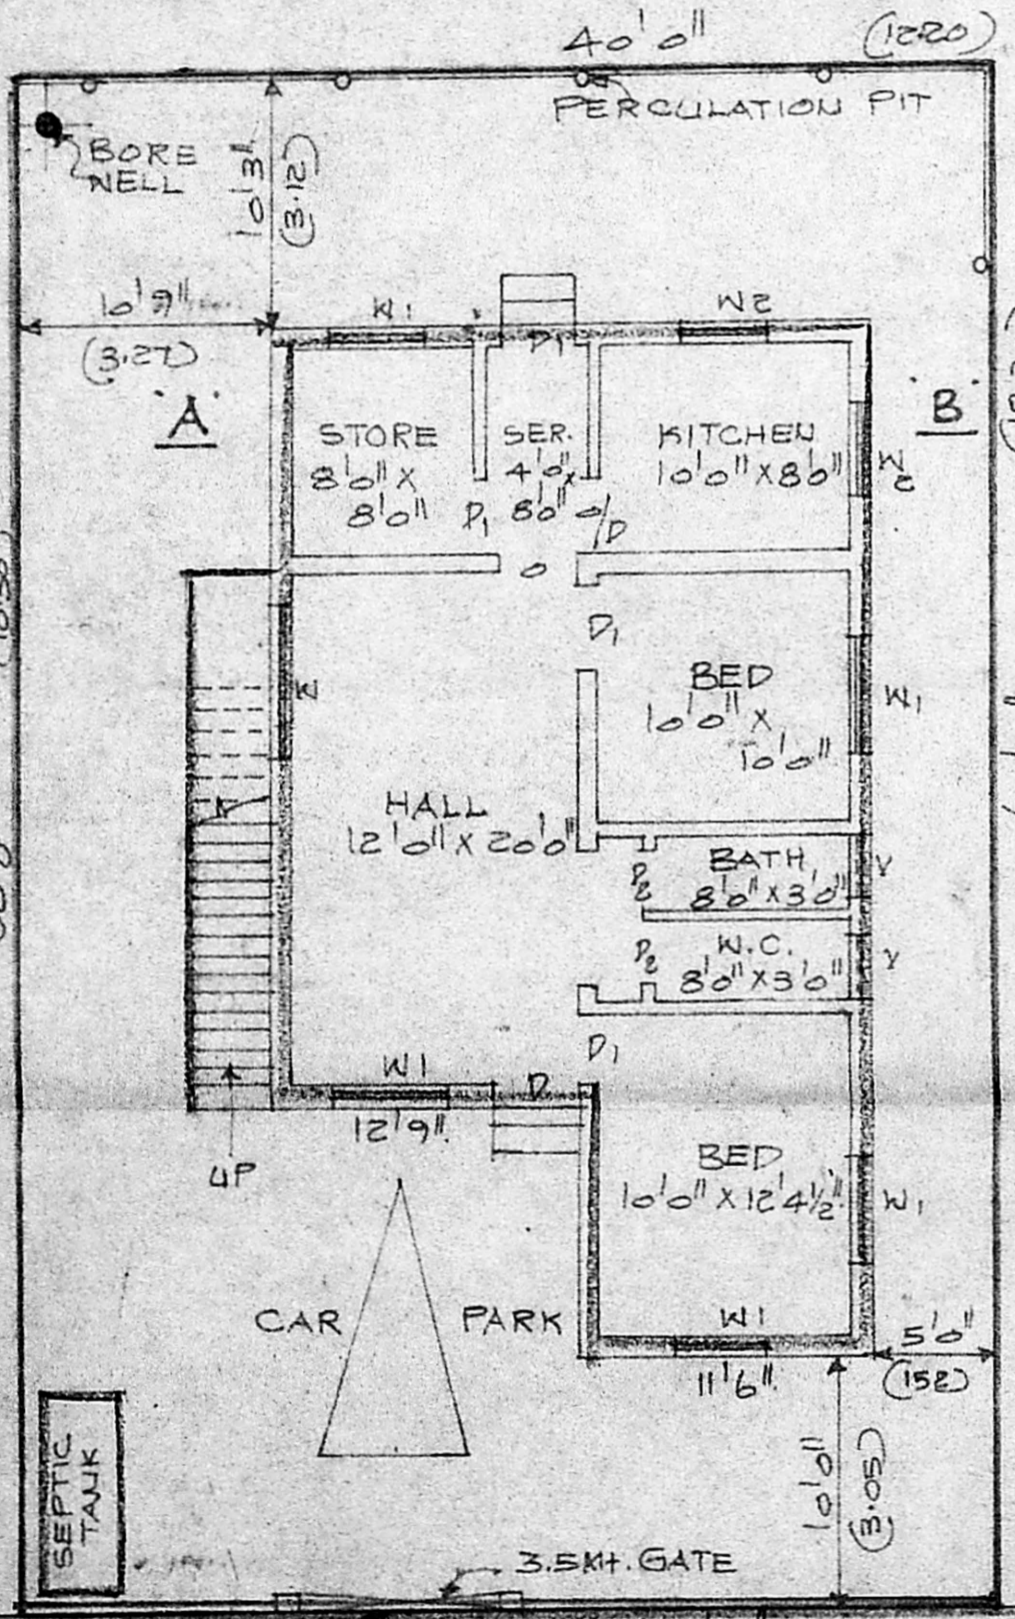 40'0" (12.20)
PERCULATION PIT
BORE
WELL
10'3"
(3.12)
10'9"
(3.27)
'A'
'B'
W1
D1
W2
STORE
8'0" X
8'0"
SER.
4'0" x
8'0"
KITCHEN
10'0" X 8'0"
W2
D1
D
D1
BED
10'0" X
10'0"
W1
W
HALL
12'0" X 20'0"
BATH
8'0" X 3'0"
D2
V
W.C.
8'0" X 3'0"
D2
V
D1
W1
D
12'9"
UP
BED
10'0" X 12'4½"
W1
W1
11'6"
5'0"
(152)
CAR PARK
10'0"
(3.05)
SEPTIC
TANK
3.5 MT. GATE